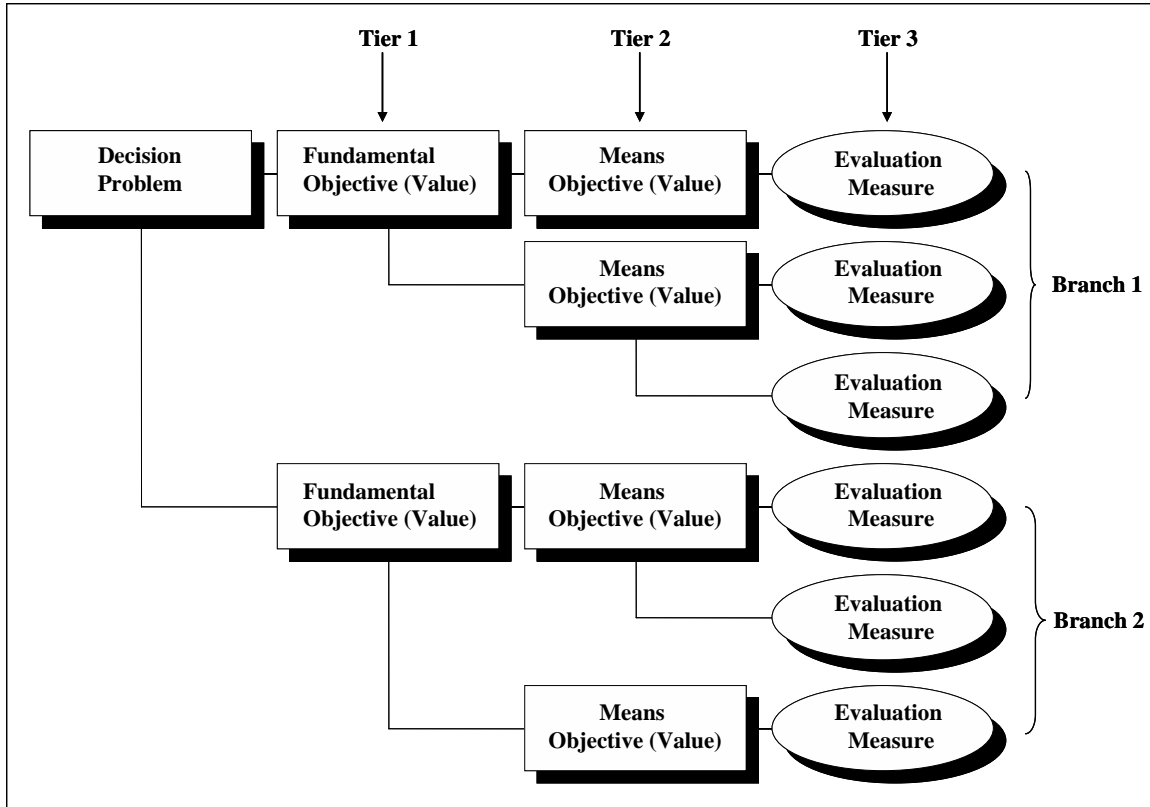 Tier 1
Tier 2
Tier 3
Decision
Problem
Fundamental
Objective (Value)
Means
Objective (Value)
Evaluation
Measure
Means
Objective (Value)
Evaluation
Measure
Branch 1
Evaluation
Measure
Fundamental
Objective (Value)
Means
Objective (Value)
Evaluation
Measure
Evaluation
Measure
Branch 2
Means
Objective (Value)
Evaluation
Measure